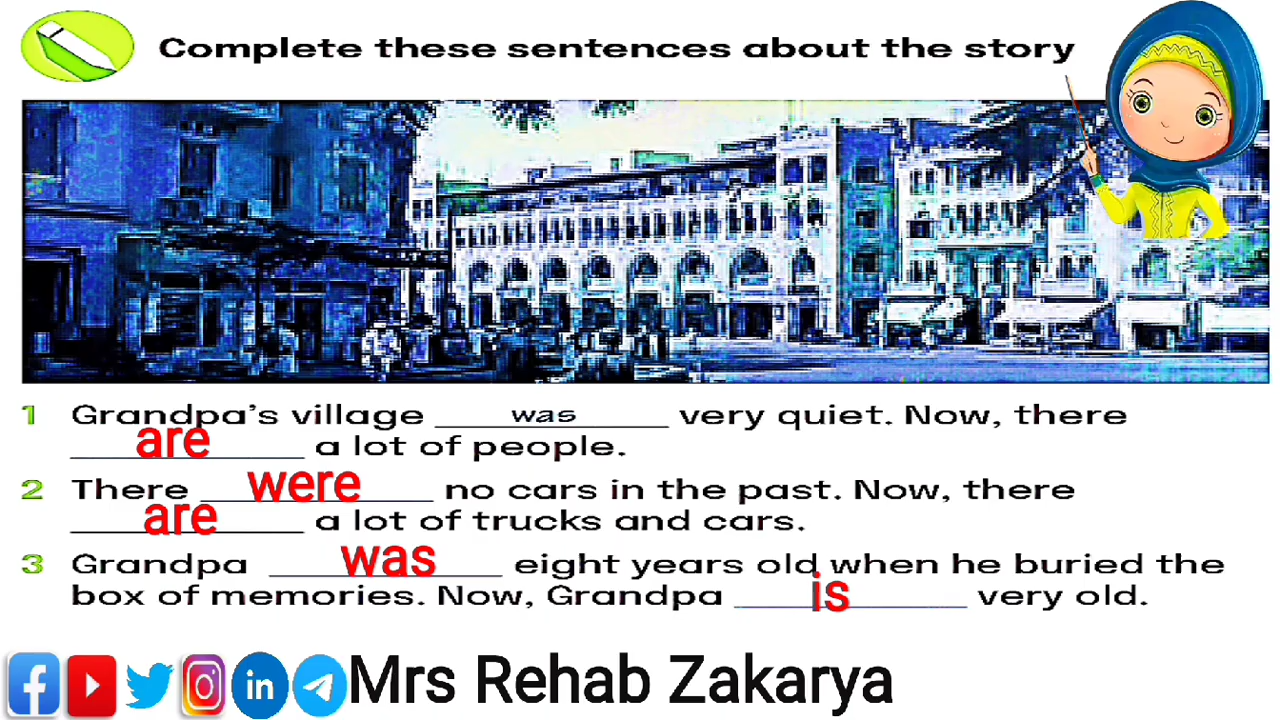 Complete these sentences about the story
1 Grandpa's village was very quiet. Now, there
are a lot of people.
2 There were no cars in the past. Now, there
are a lot of trucks and cars.
3 Grandpa was eight years old when he buried the
box of memories. Now, Grandpa is very old.
Mrs Rehab Zakarya